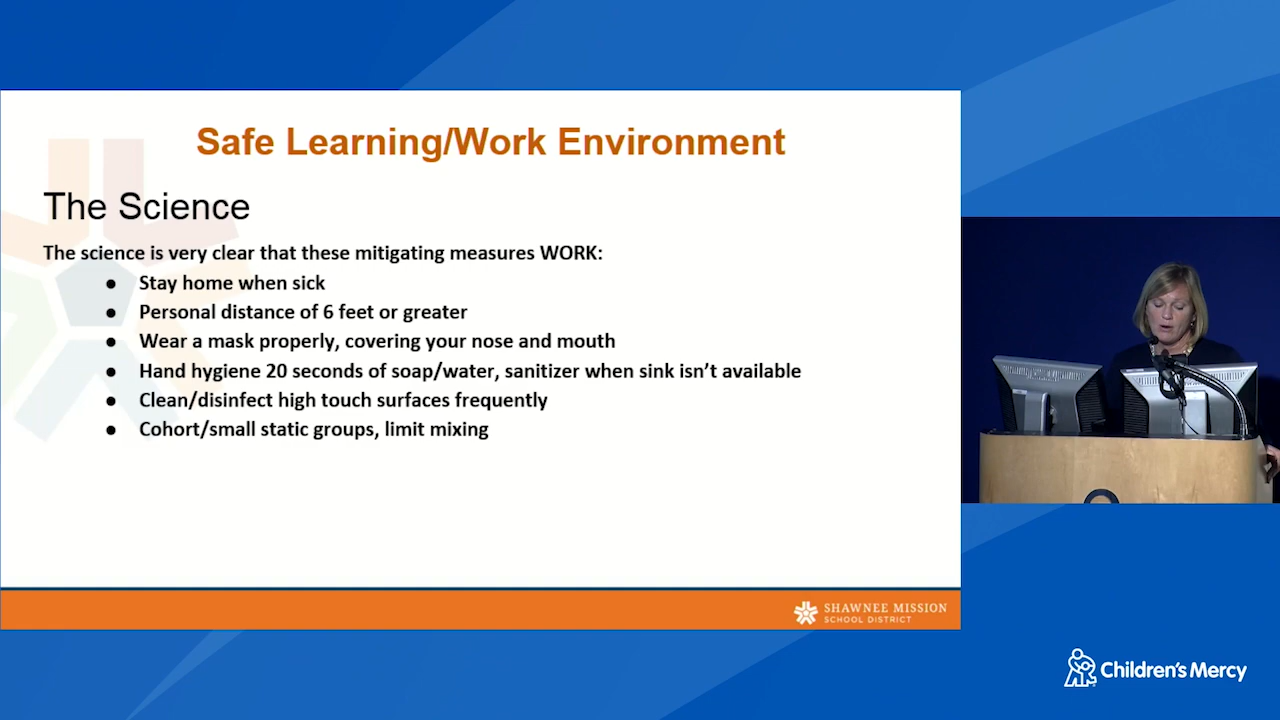 Safe Learning/Work Environment
The Science
The science is very clear that these mitigating measures WORK:
● Stay home when sick
● Personal distance of 6 feet or greater
● Wear a mask properly, covering your nose and mouth
● Hand hygiene 20 seconds of soap/water, sanitizer when sink isn't available
● Clean/disinfect high touch surfaces frequently
● Cohort/small static groups, limit mixing
SHAWNEE MISSION
SCHOOL DISTRICT
Children's Mercy